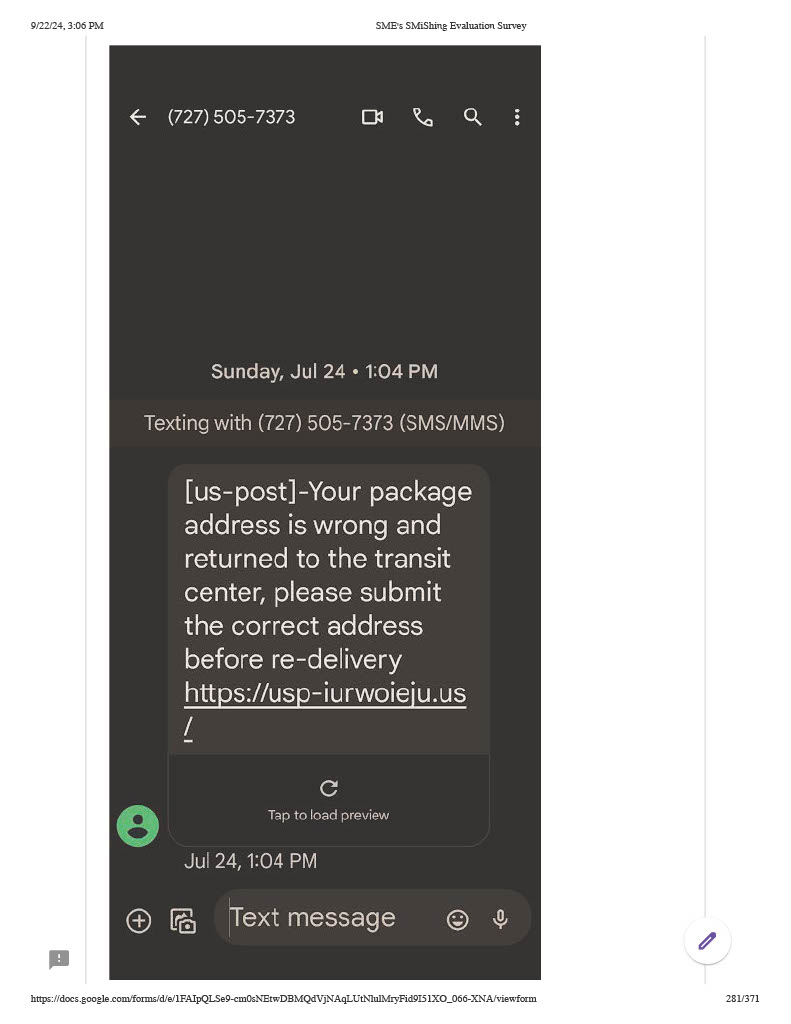 9/22/24, 3:06 PM
SME's SMiShing Evaluation Survey
(727) 505-7373
Sunday, Jul 24 • 1:04 PM
Texting with (727) 505-7373 (SMS/MMS)
[us-post]-Your package
address is wrong and
returned to the transit
center, please submit
the correct address
before re-delivery
https://usp-iurwoieju.us
/
Tap to load preview
Jul 24, 1:04 PM
Text message
https://docs.google.com/forms/d/e/1FAIpQLSe9-cm0sNEtwDBMQdVjNAqLUtNlulMryFid9I51XO_066-XNA/viewform
281/371